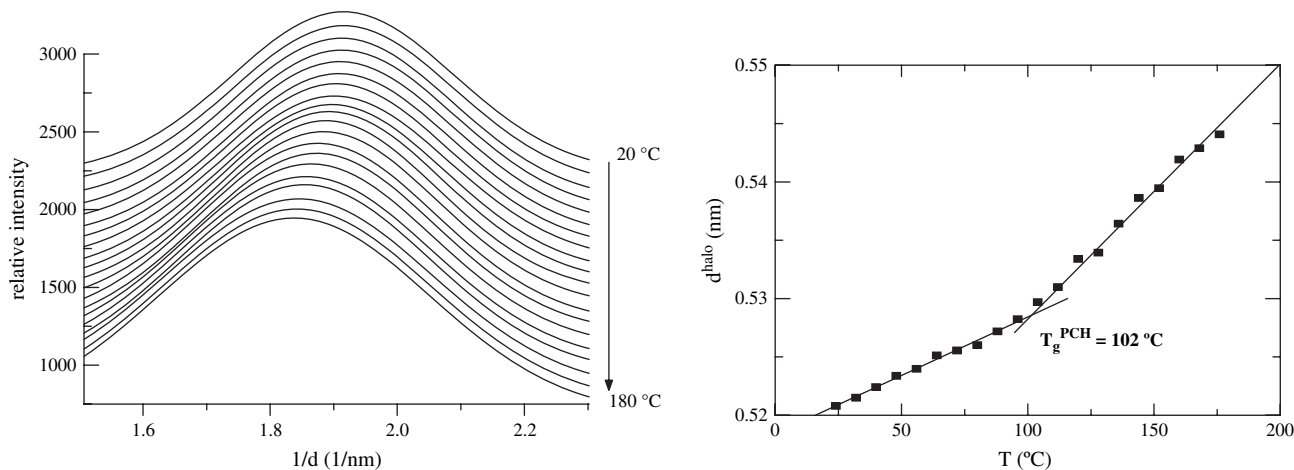 relative intensity
3000
2500
2000
1500
1000
1.6 1.8 2.0 2.2
1/d (1/nm)
20 °C
180 °C
d^halo (nm)
0.55
0.54
0.53
0.52
0 50 100 150 200
T (ºC)
T_g^PCH = 102 ºC